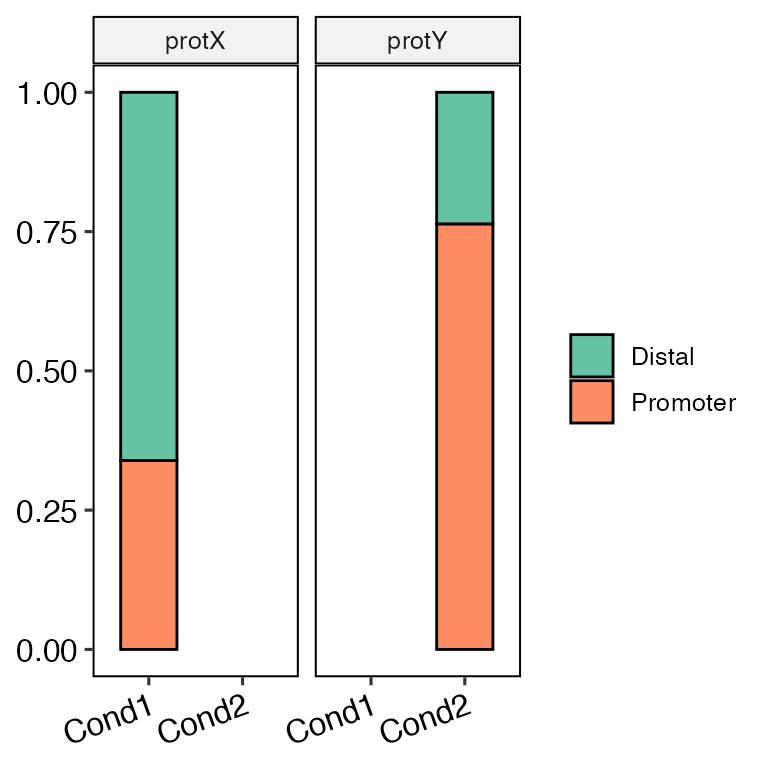 protX
protY
1.00
0.75
0.50
0.25
0.00
Cond1
Cond2
Cond1
Cond2
Distal
Promoter